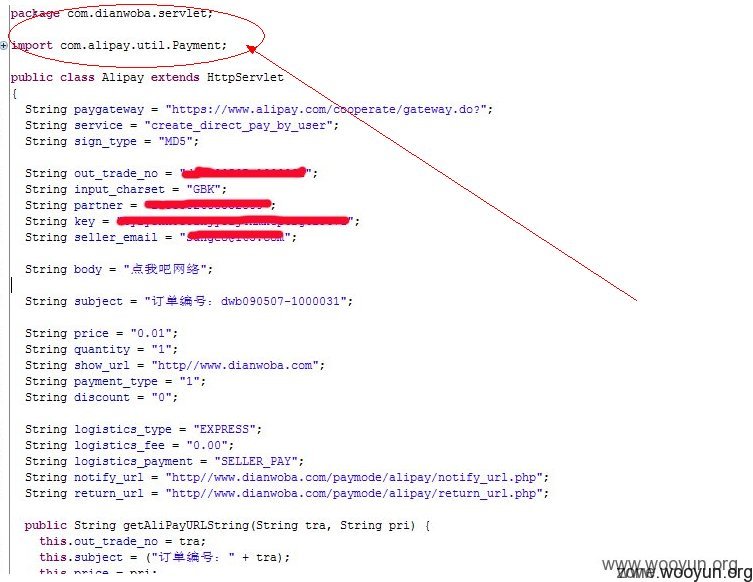 package com.dianwoba.servlet;
import com.alipay.util.Payment;
public class Alipay extends HttpServlet
{
String paygateway = "https://www.alipay.com/cooperate/gateway.do?";
String service = "create_direct_pay_by_user";
String sign_type = "MD5";
String out_trade_no = " ";
String input_charset = "GBK";
String partner =
String key = ";
String seller_email = " ";
String body = "点我吧网络";
String subject = "订单编号：dwb090507-1000031";
String price = "0.01";
String quantity = "1";
String show_url = "http//www.dianwoba.com";
String payment_type = "1";
String discount = "0";
String logistics_type = "EXPRESS";
String logistics_fee = "0.00";
String logistics_payment = "SELLER_PAY";
String notify_url = "http//www.dianwoba.com/paymode/alipay/notify_url.php";
String return_url = "http//www.dianwoba.com/paymode/alipay/return_url.php";
public String getAliPayURLString(String tra, String pri) {
this.out_trade_no = tra;
this.subject = ("订单编号：" + tra);
this.price = pri;
www.wooyun.org
zone.wooyun.org